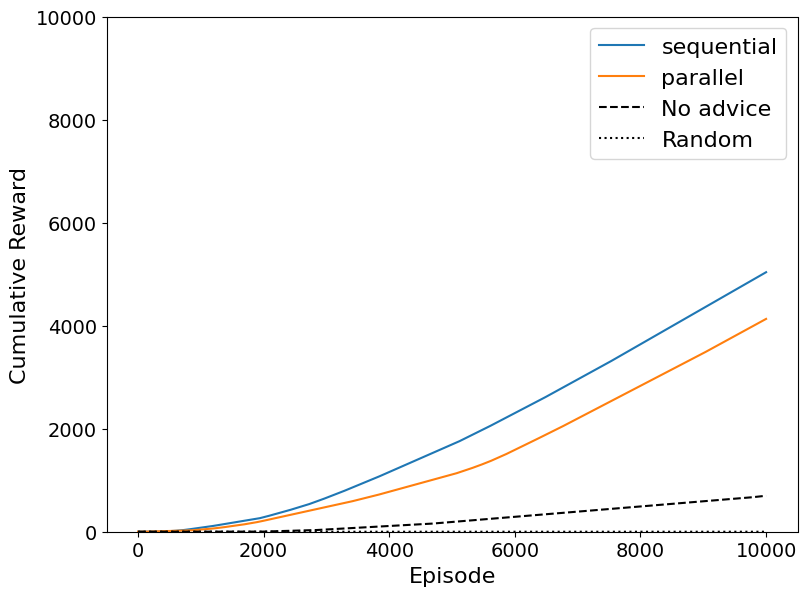 10000
8000
6000
4000
2000
0
Cumulative Reward
sequential
parallel
No advice
Random
0 2000 4000 6000 8000 10000
Episode